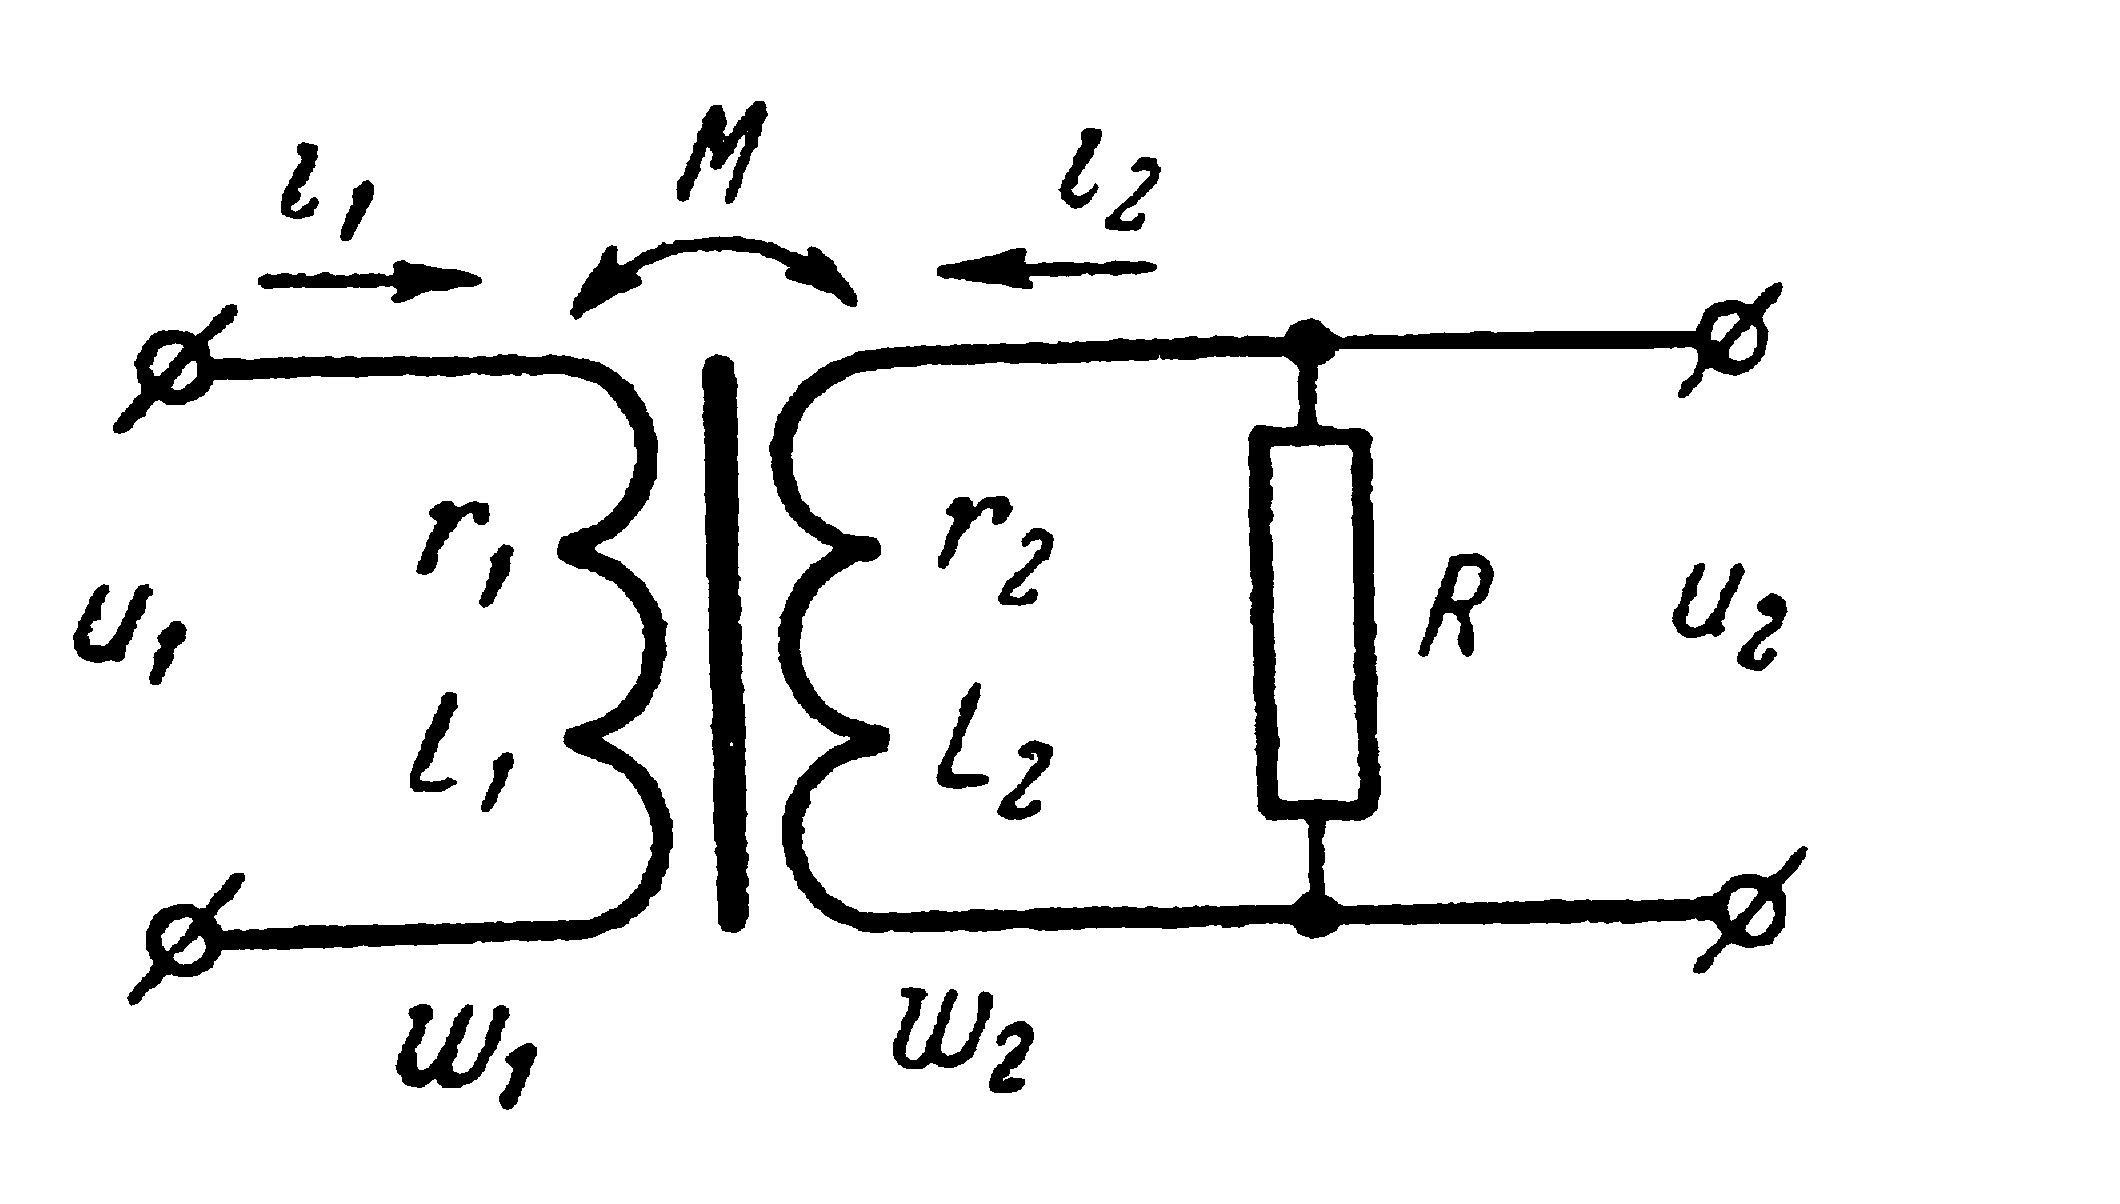 i₁ M i₂
r₁ r₂
u₁ R u₂
L₁ L₂
w₁ w₂